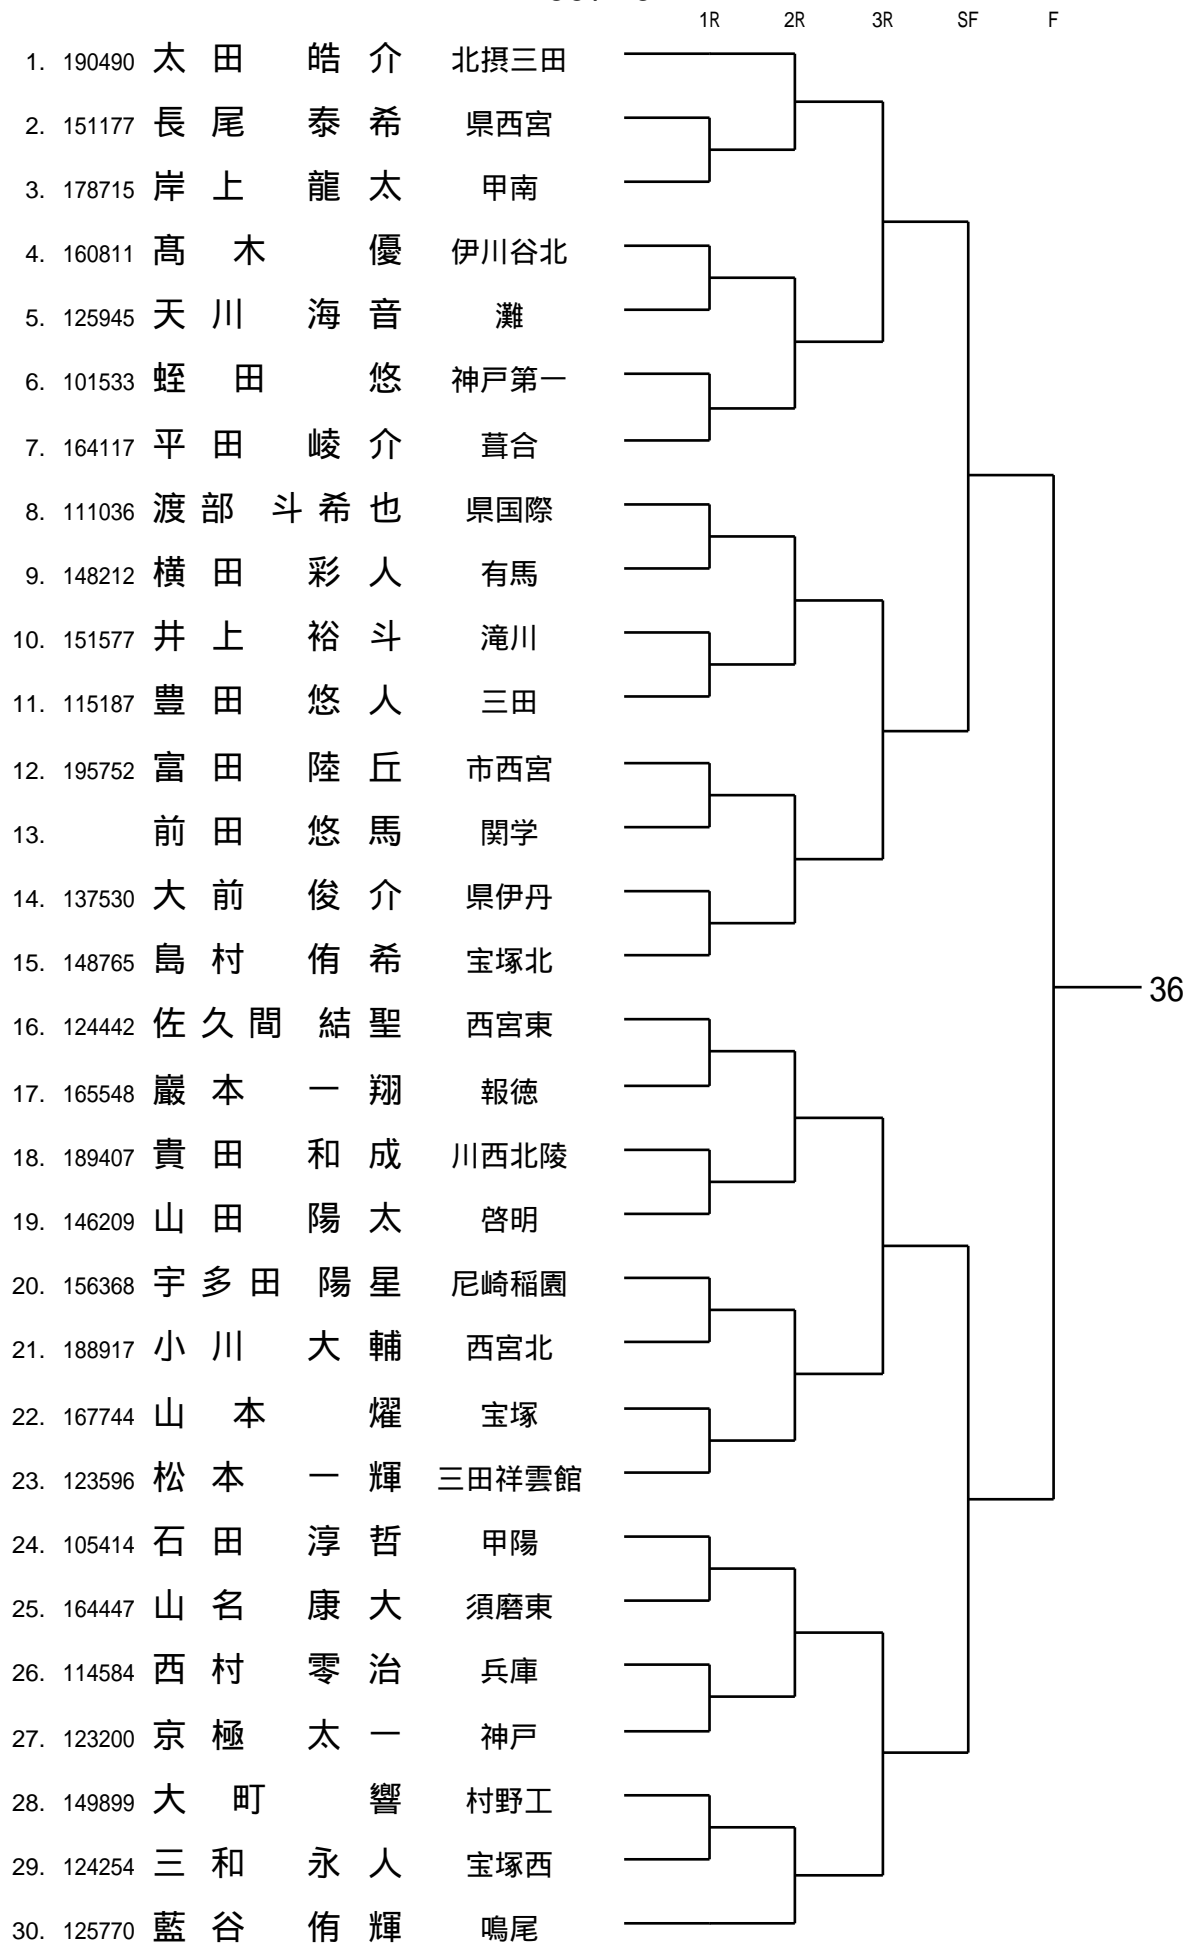 1R 2R 3R SF F
1. 190490 太田 皓介 北摂三田
2. 151177 長尾 泰希 県西宮
3. 178715 岸上 龍太 甲南
4. 160811 髙木 優 伊川谷北
5. 125945 天川 海音 灘
6. 101533 蛭田 悠 神戸第一
7. 164117 平田 崚介 葺合
8. 111036 渡部 斗希也 県国際
9. 148212 横田 彩人 有馬
10. 151577 井上 裕斗 滝川
11. 115187 豊田 悠人 三田
12. 195752 富田 陸丘 市西宮
13. 前田 悠馬 関学
14. 137530 大前 俊介 県伊丹
15. 148765 島村 侑希 宝塚北
36
16. 124442 佐久間 結聖 西宮東
17. 165548 巖本 一翔 報徳
18. 189407 貴田 和成 川西北陵
19. 146209 山田 陽太 啓明
20. 156368 宇多田 陽星 尼崎稲園
21. 188917 小川 大輔 西宮北
22. 167744 山本 燿 宝塚
23. 123596 松本 一輝 三田祥雲館
24. 105414 石田 淳哲 甲陽
25. 164447 山名 康大 須磨東
26. 114584 西村 零治 兵庫
27. 123200 京極 太一 神戸
28. 149899 大町 響 村野工
29. 124254 三和 永人 宝塚西
30. 125770 藍谷 侑輝 鳴尾